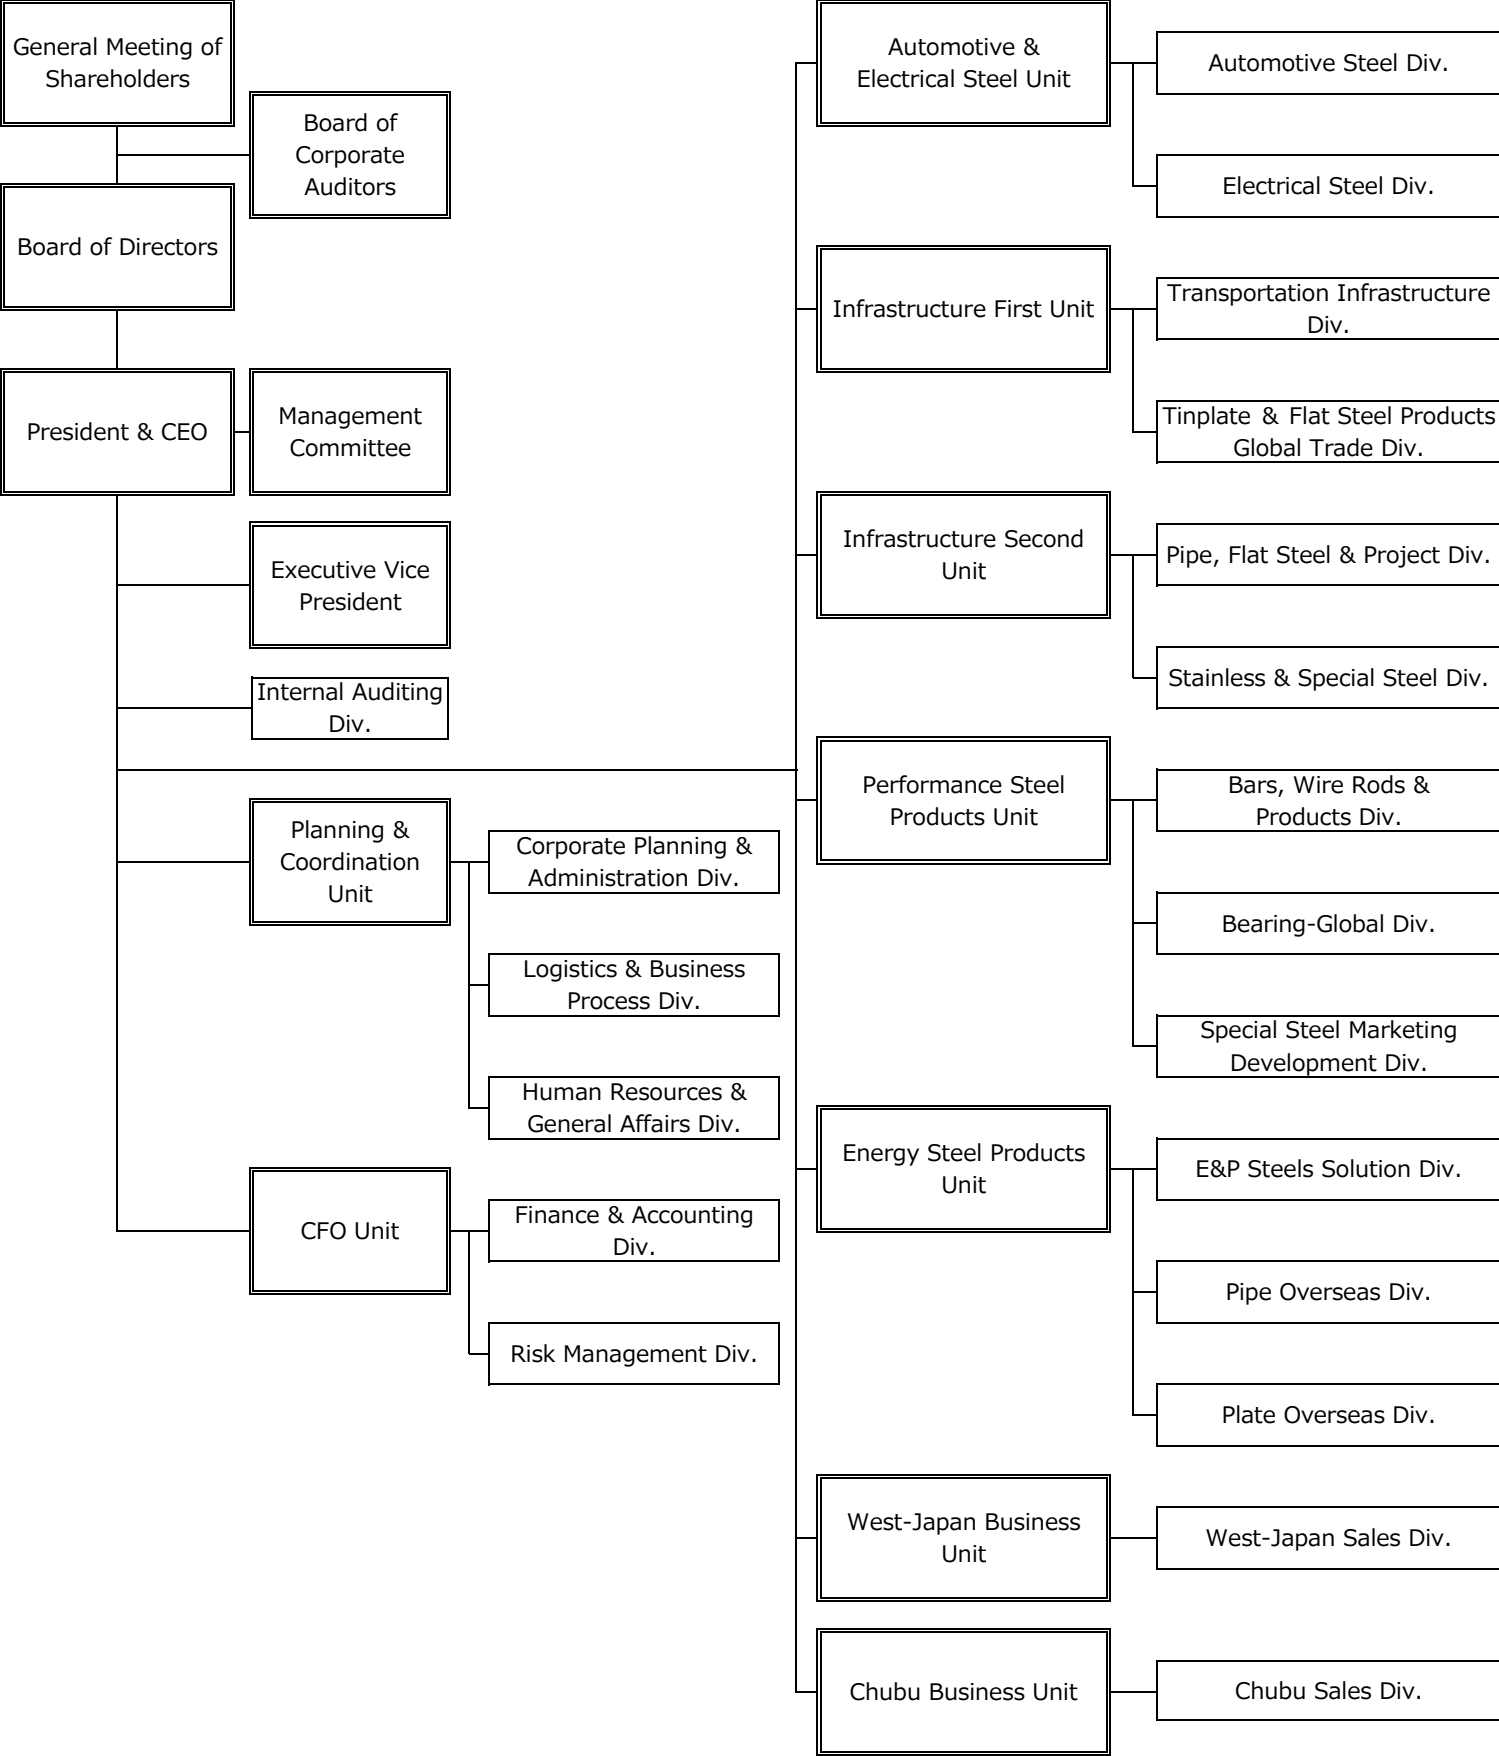 General Meeting of
Shareholders
Board of
Corporate
Auditors
Board of Directors
President & CEO
Management
Committee
Executive Vice
President
Internal Auditing
Div.
Planning &
Coordination
Unit
Corporate Planning &
Administration Div.
Logistics & Business
Process Div.
Human Resources &
General Affairs Div.
CFO Unit
Finance & Accounting
Div.
Risk Management Div.
Automotive &
Electrical Steel Unit
Automotive Steel Div.
Electrical Steel Div.
Infrastructure First Unit
Transportation Infrastructure
Div.
Tinplate & Flat Steel Products
Global Trade Div.
Infrastructure Second
Unit
Pipe, Flat Steel & Project Div.
Stainless & Special Steel Div.
Performance Steel
Products Unit
Bars, Wire Rods &
Products Div.
Bearing-Global Div.
Special Steel Marketing
Development Div.
Energy Steel Products
Unit
E&P Steels Solution Div.
Pipe Overseas Div.
Plate Overseas Div.
West-Japan Business
Unit
West-Japan Sales Div.
Chubu Business Unit
Chubu Sales Div.